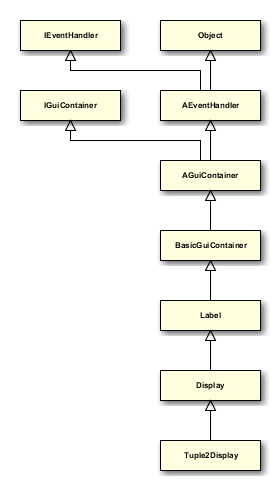 IEventHandler
Object
IGuiContainer
AEventHandler
AGuiContainer
BasicGuiContainer
Label
Display
Tuple2Display